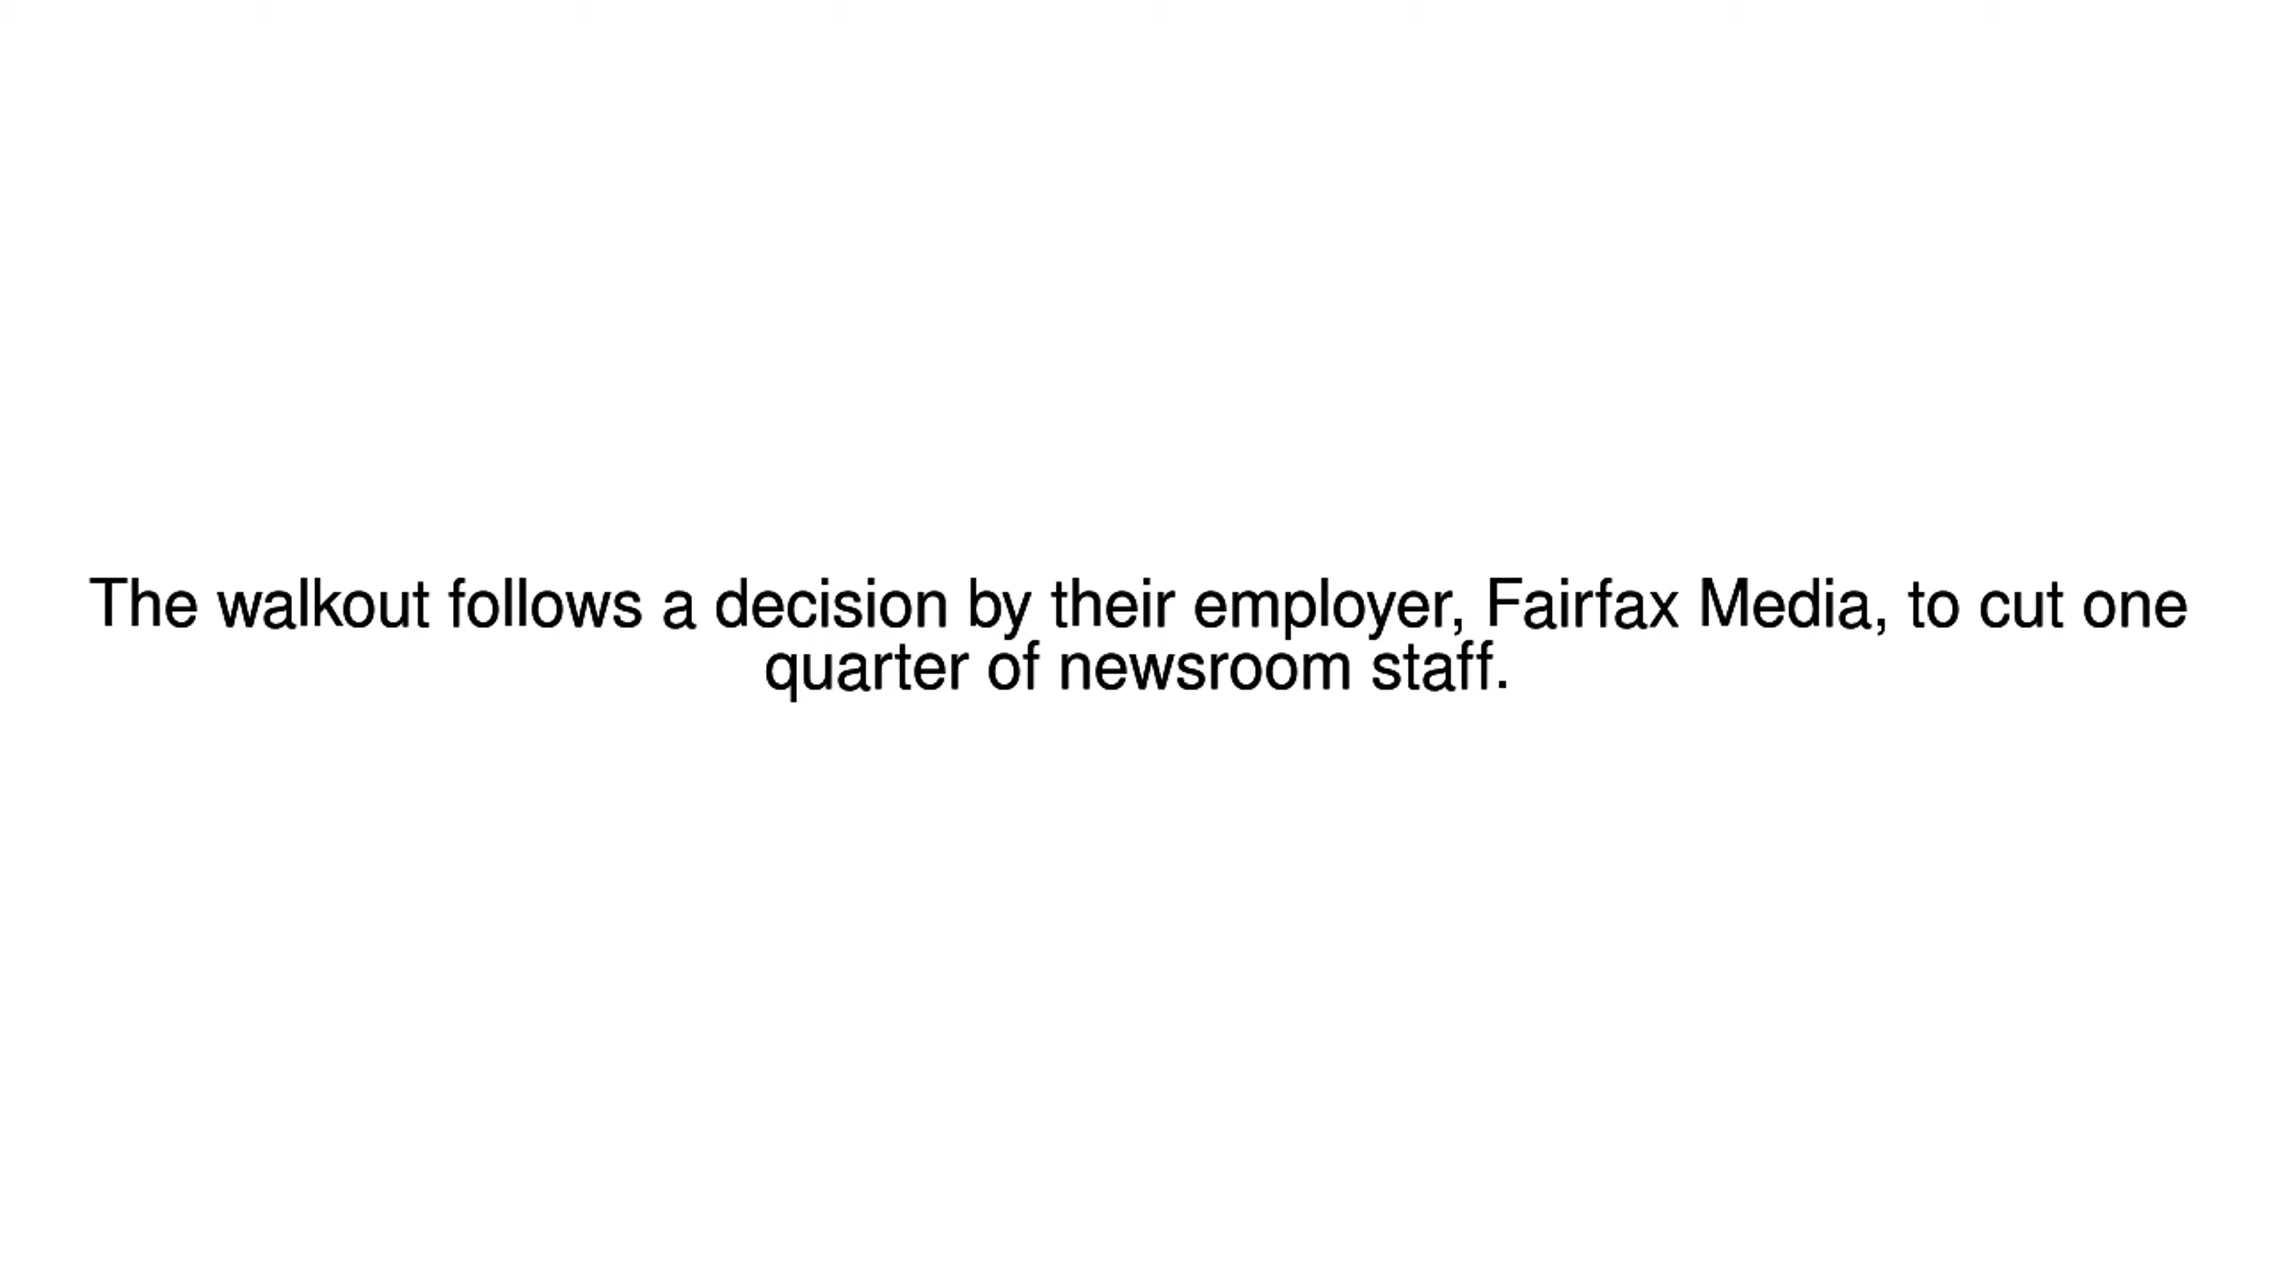 The walkout follows a decision by their employer, Fairfax Media, to cut one
quarter of newsroom staff.